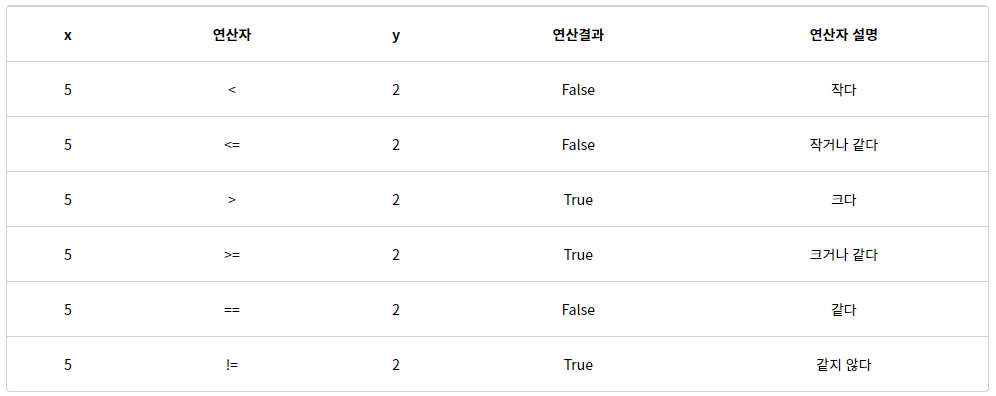 x 연산자 y 연산결과 연산자 설명
5 < 2 False 작다
5 <= 2 False 작거나 같다
5 > 2 True 크다
5 >= 2 True 크거나 같다
5 == 2 False 같다
5 != 2 True 같지 않다